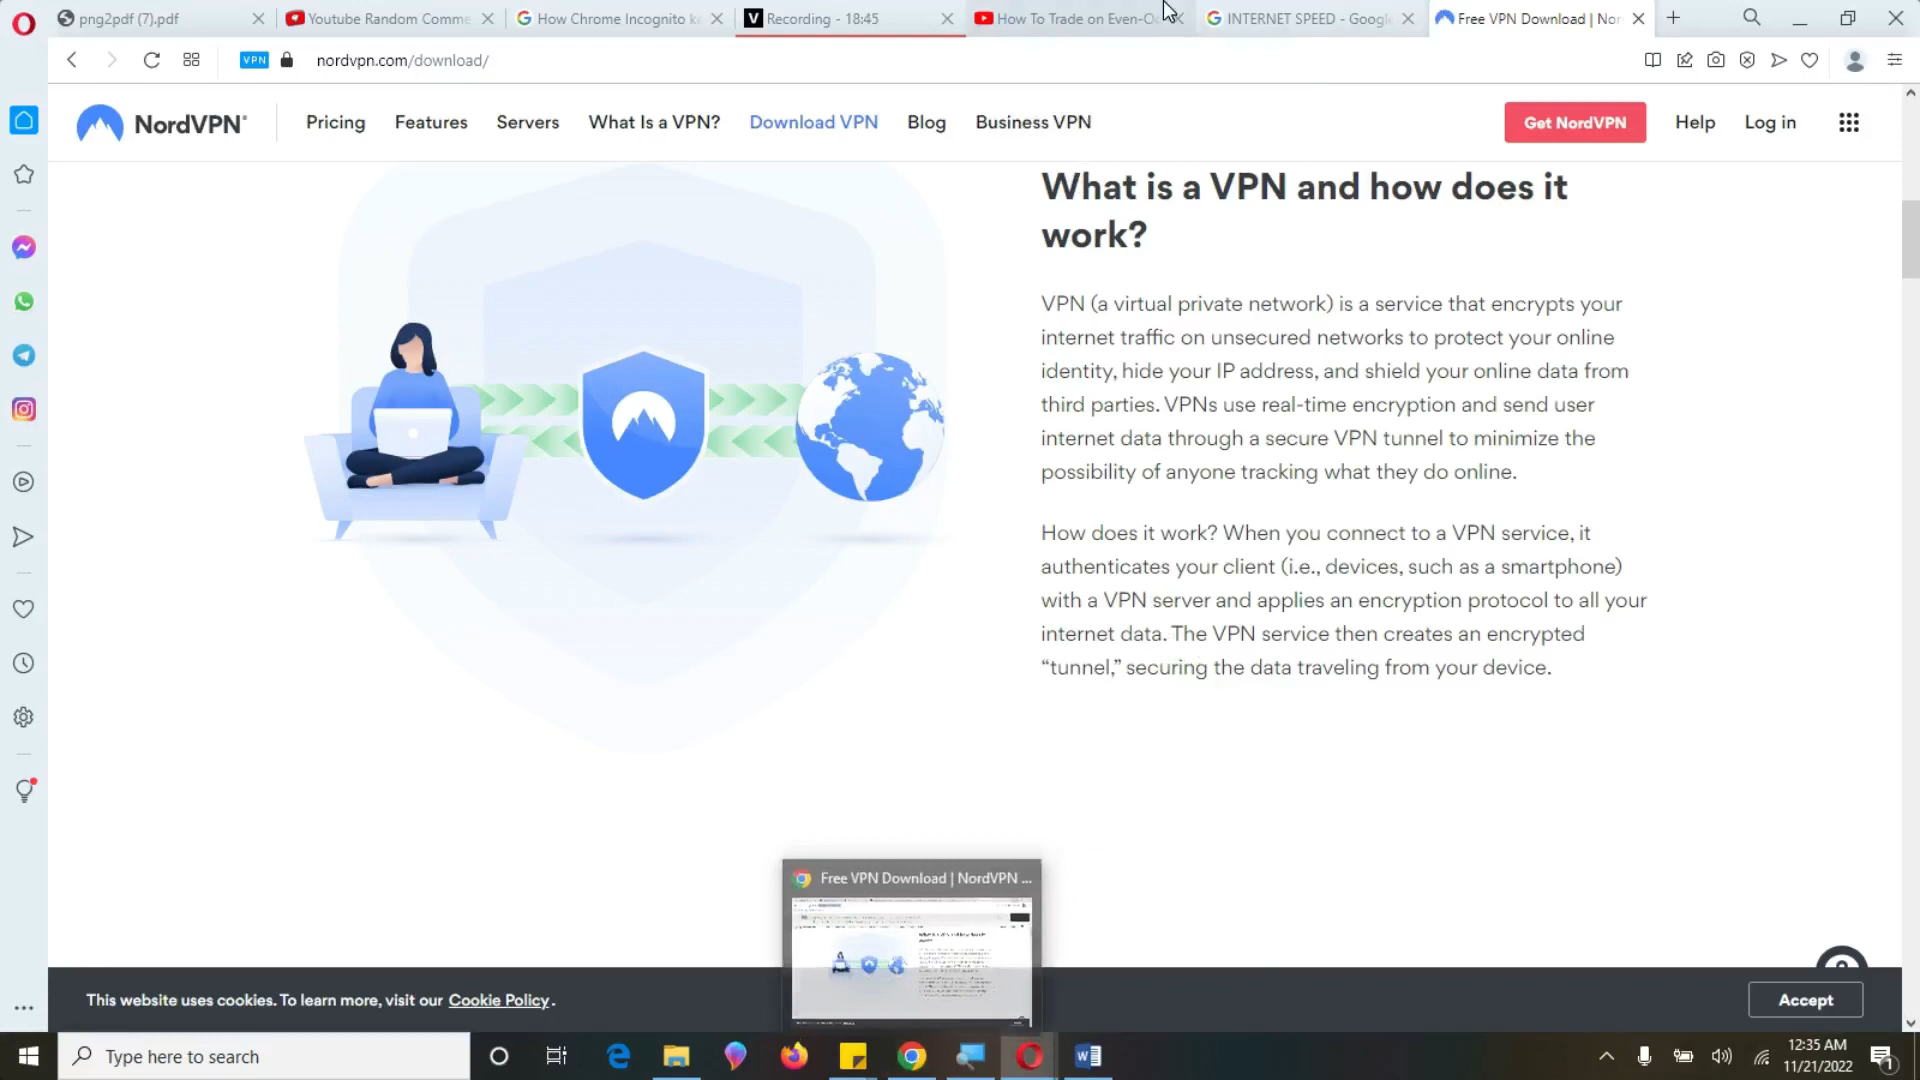 png2pdf (7).pdf
Youtube Random Comme
How Chrome Incognito ke
Recording - 18:45
How To Trade on Even-O
INTERNET SPEED - Google
Free VPN Download | Nor
VPN
nordvpn.com/download/
NordVPN®
Pricing
Features
Servers
What Is a VPN?
Download VPN
Blog
Business VPN
Get NordVPN
Help
Log in
What is a VPN and how does it
work?
VPN (a virtual private network) is a service that encrypts your
internet traffic on unsecured networks to protect your online
identity, hide your IP address, and shield your online data from
third parties. VPNs use real-time encryption and send user
internet data through a secure VPN tunnel to minimize the
possibility of anyone tracking what they do online.
How does it work? When you connect to a VPN service, it
authenticates your client (i.e., devices, such as a smartphone)
with a VPN server and applies an encryption protocol to all your
internet data. The VPN service then creates an encrypted
“tunnel,” securing the data traveling from your device.
Free VPN Download | NordVPN ...
This website uses cookies. To learn more, visit our Cookie Policy.
Accept
Type here to search
12:35 AM
11/21/2022
1